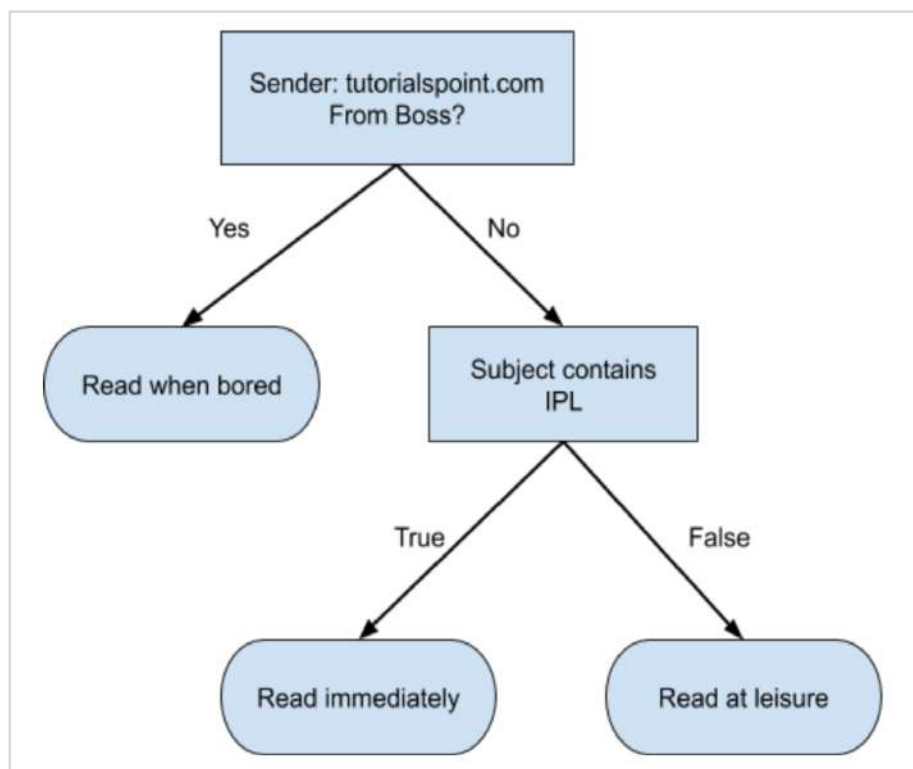 Sender: tutorialspoint.com
From Boss?
Yes
No
Read when bored
Subject contains
IPL
True
False
Read immediately
Read at leisure